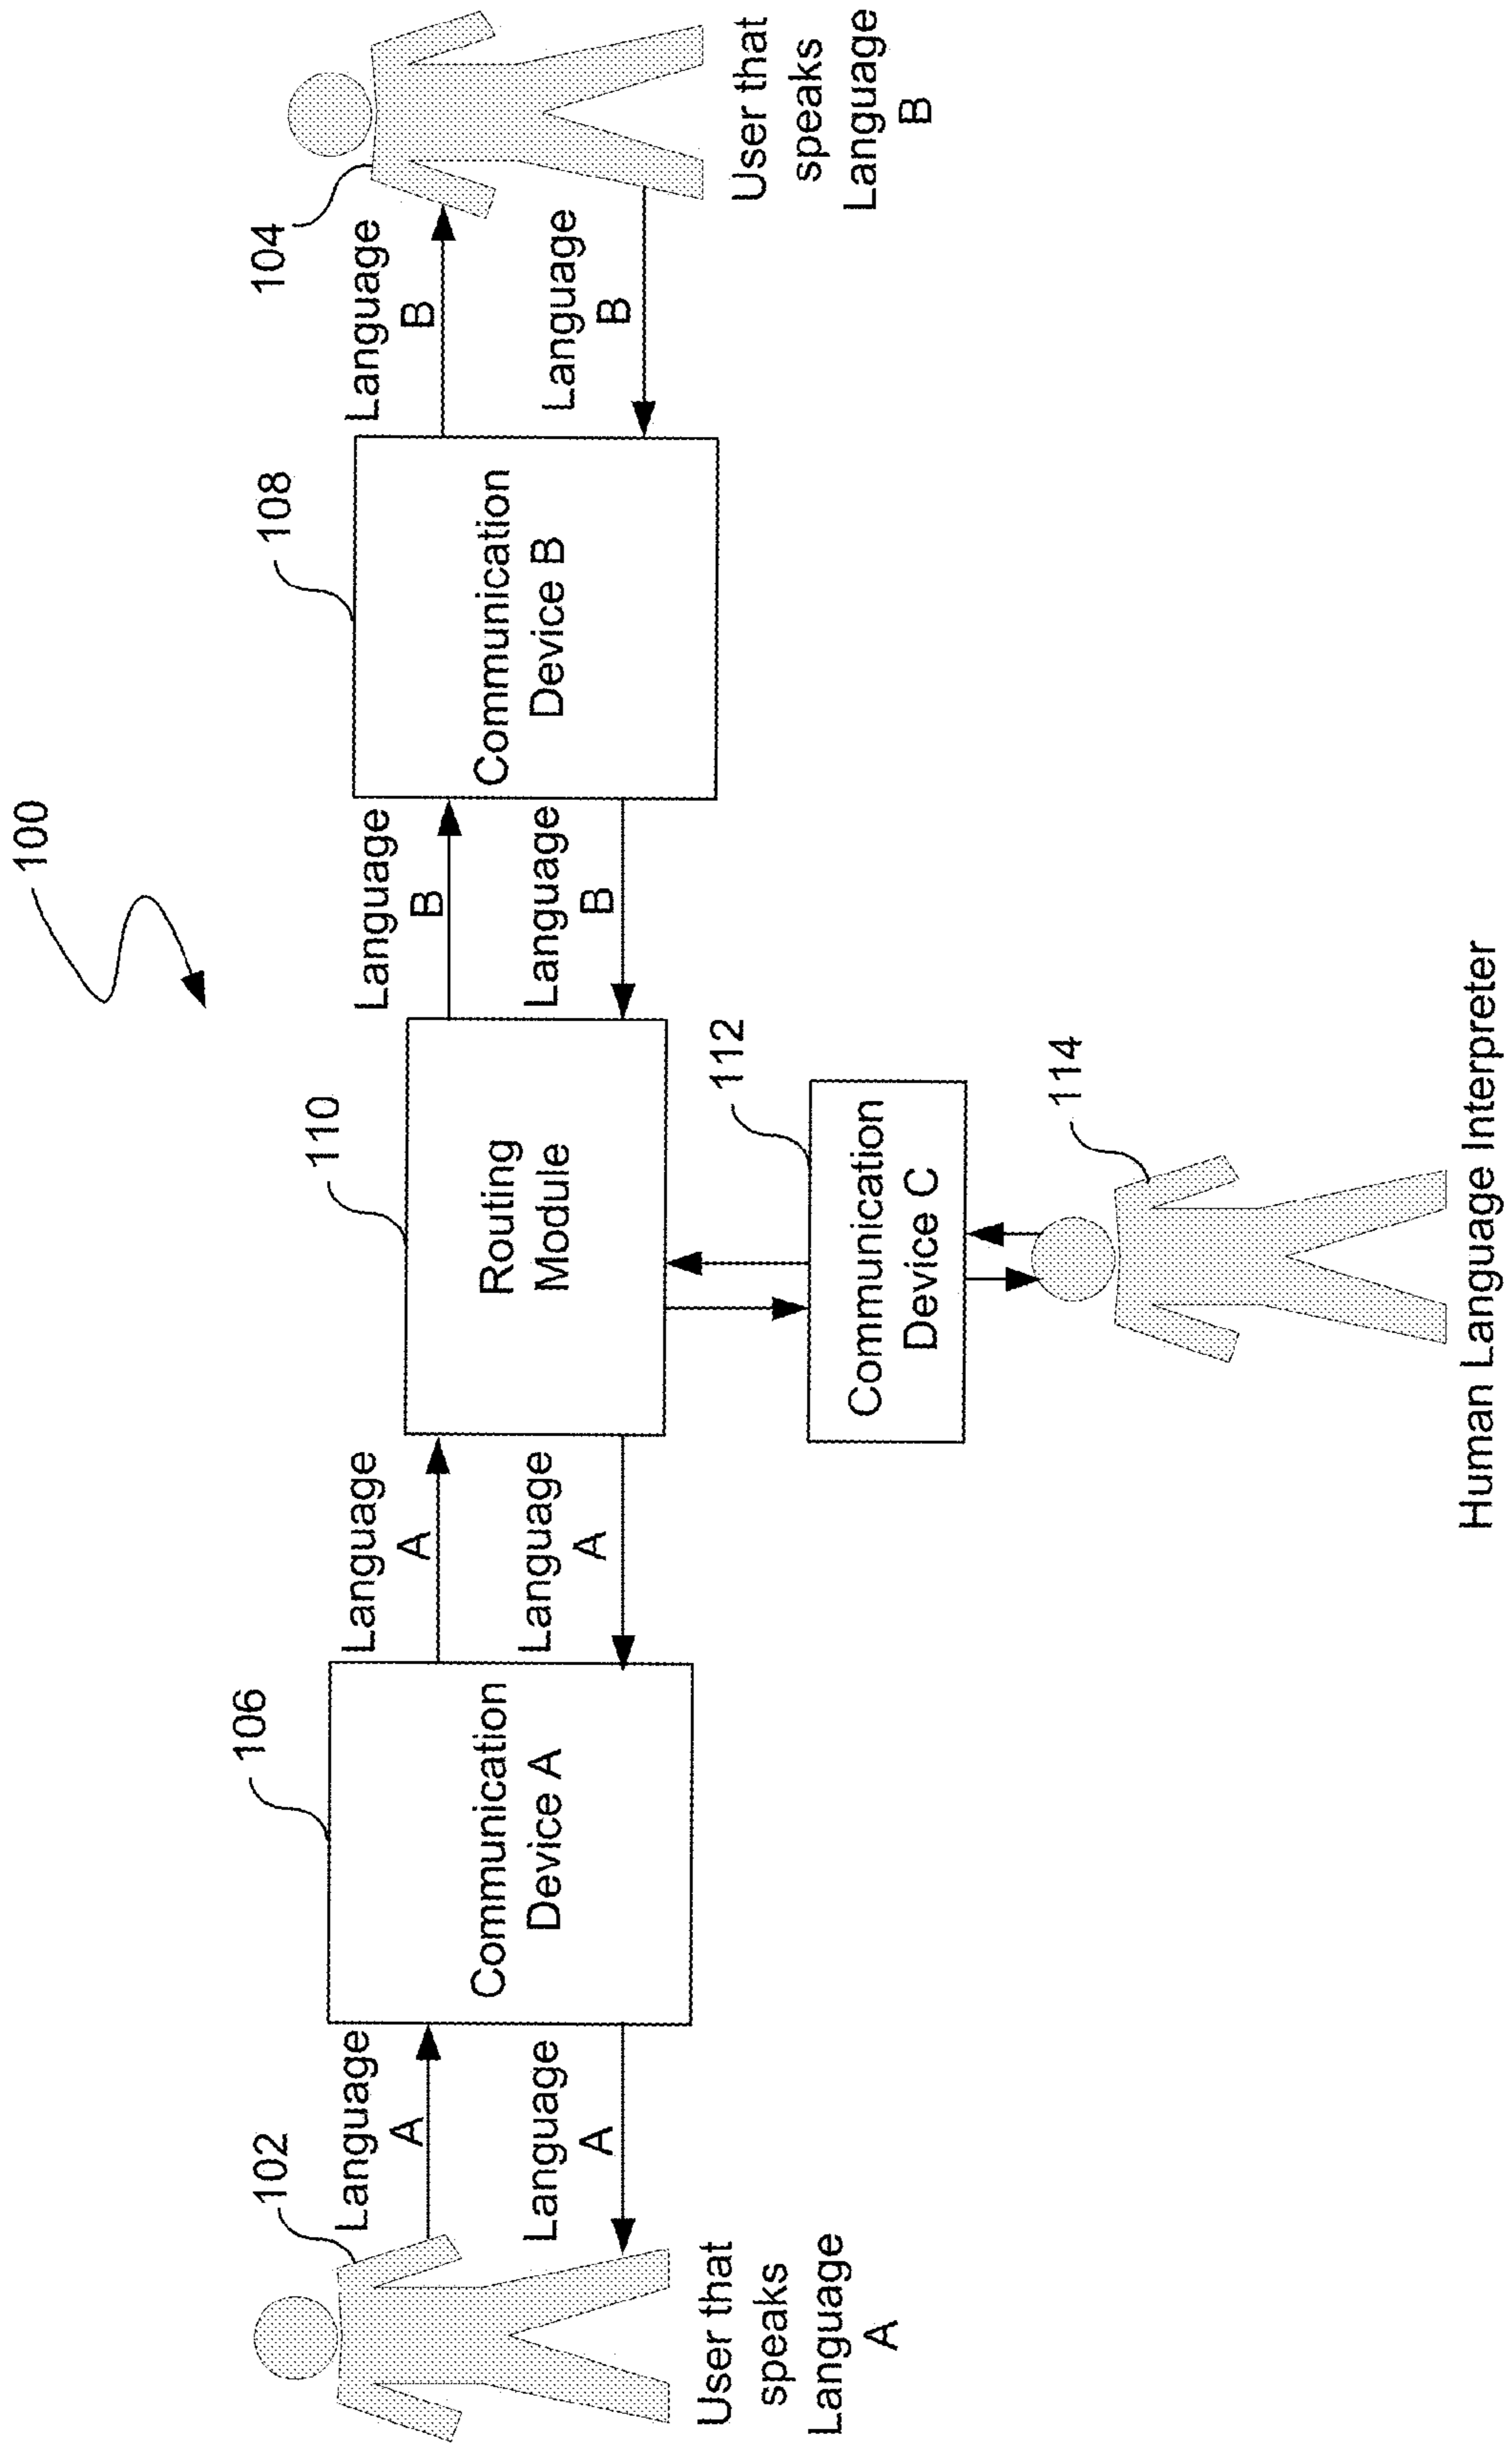 100
102
Language
A
Language
A
User that
speaks
Language
A
106
Communication
Device A
Language
A
Language
A
110
Routing
Module
112
Communication
Device C
114
Human Language Interpreter
Language
B
Language
B
108
Communication
Device B
Language
B
Language
B
104
User that
speaks
Language
B